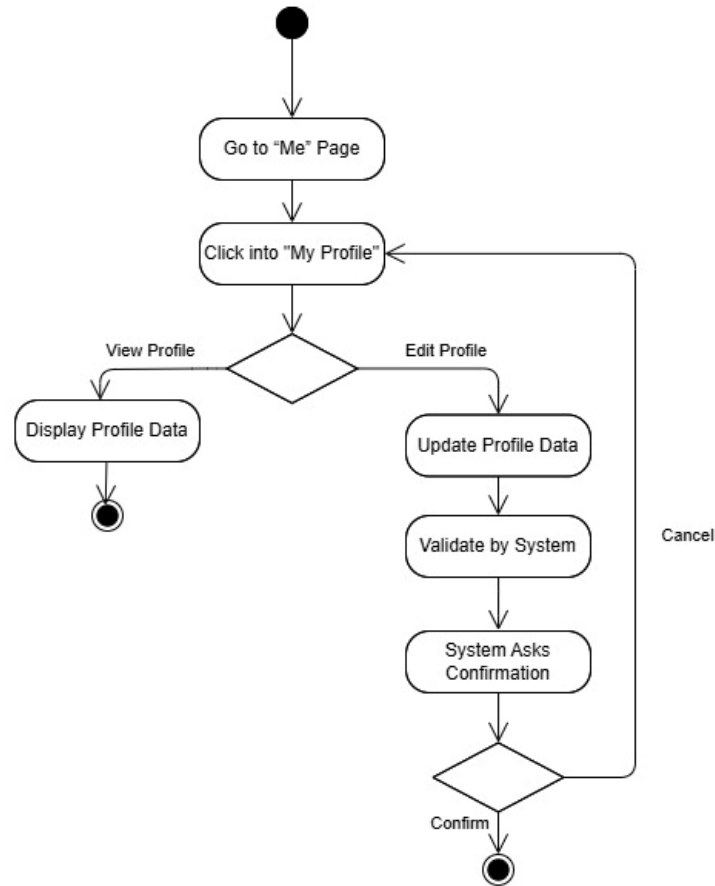 Go to “Me” Page
Click into "My Profile"
View Profile
Edit Profile
Display Profile Data
Update Profile Data
Validate by System
Cancel
System Asks
Confirmation
Confirm